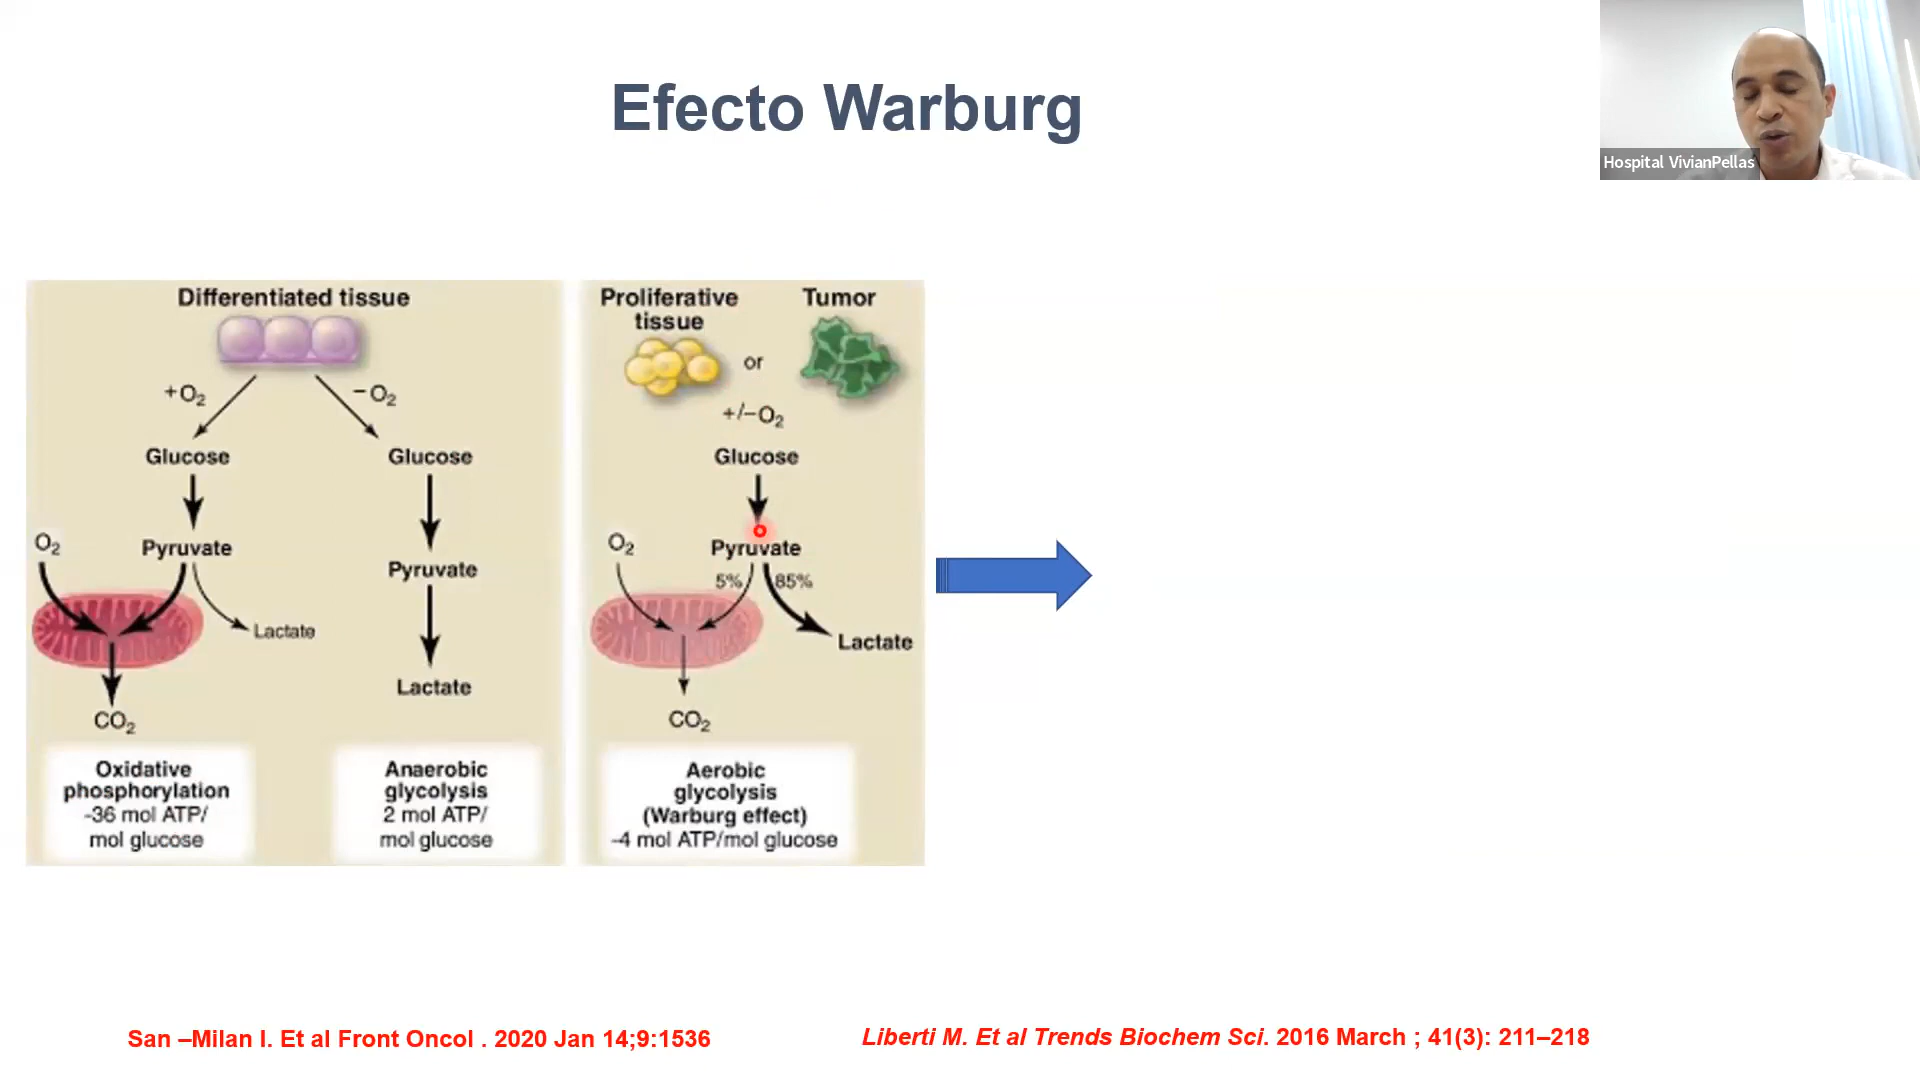 Efecto Warburg
Hospital VivianPellas
Differentiated tissue
+O2
−O2
Glucose
Glucose
O2
Pyruvate
Pyruvate
Lactate
Lactate
CO2
Oxidative
phosphorylation
-36 mol ATP/
mol glucose
Anaerobic
glycolysis
2 mol ATP/
mol glucose
Proliferative
tissue
or
Tumor
+/−O2
Glucose
O2
Pyruvate
5%
85%
Lactate
CO2
Aerobic
glycolysis
(Warburg effect)
-4 mol ATP/mol glucose
San –Milan I. Et al Front Oncol . 2020 Jan 14;9:1536
Liberti M. Et al Trends Biochem Sci. 2016 March ; 41(3): 211–218